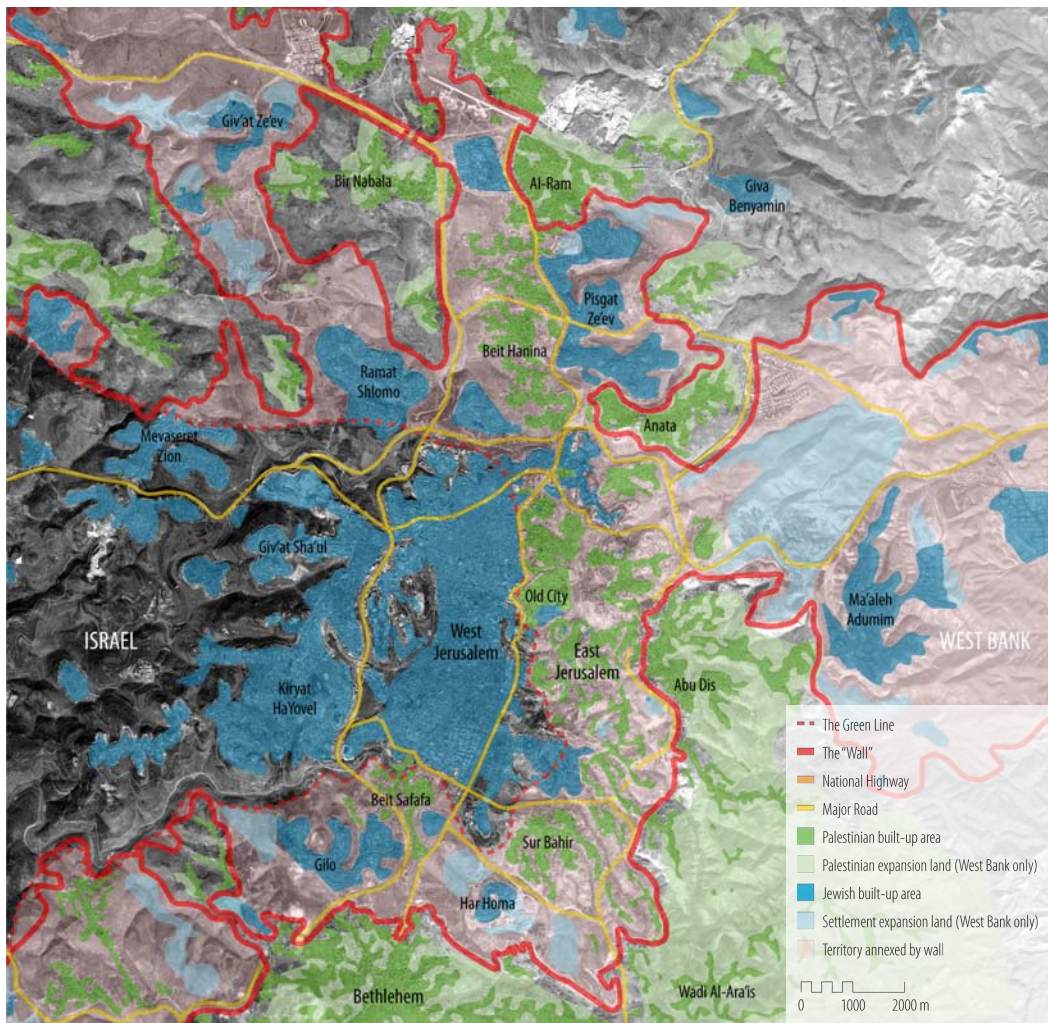 Giv'at Ze'ev
Bir Nabala
Al-Ram
Giva
Benyamin
Pisgat
Ze'ev
Beit Hanina
Ramat
Shlomo
Anata
Mevaseret
Zion
Giv'at Sha'ul
Old City
Ma'aleh
Adumim
ISRAEL
West
Jerusalem
East
Jerusalem
WEST BANK
Kiryat
HaYovel
Abu Dis
Beit Safafa
Sur Bahir
Gilo
Har Homa
Bethlehem
Wadi Al-Ara'is
The Green Line
The "Wall"
National Highway
Major Road
Palestinian built-up area
Palestinian expansion land (West Bank only)
Jewish built-up area
Settlement expansion land (West Bank only)
Territory annexed by wall
0 1000 2000 m